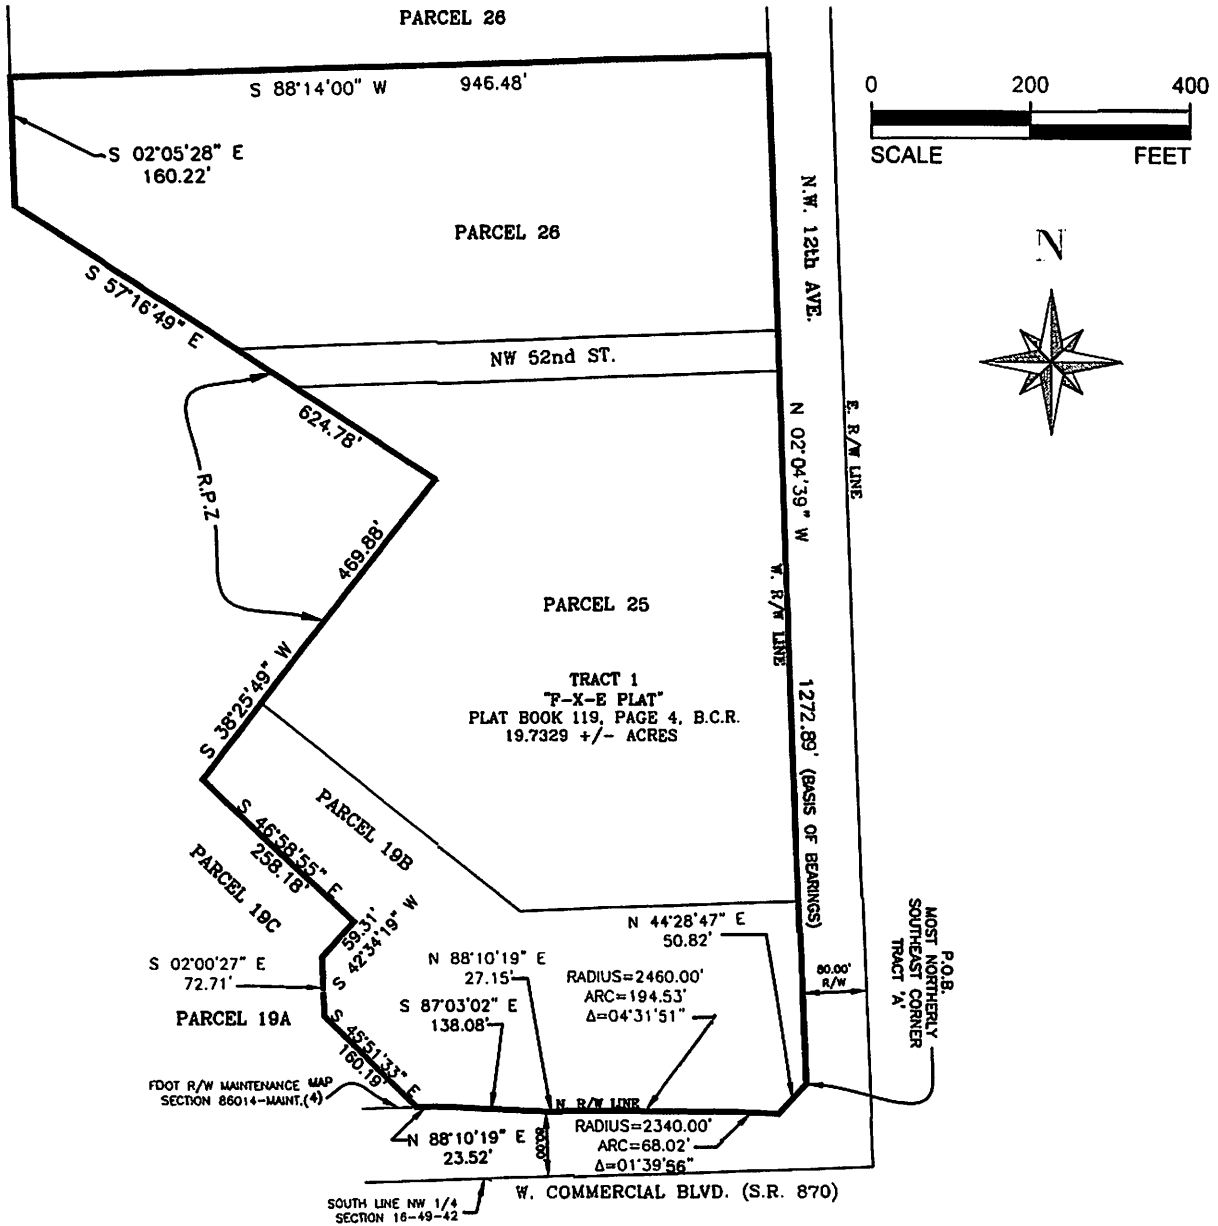 PARCEL 26
S 88°14'00" W 946.48'
0 200 400
SCALE FEET
S 02°05'28" E
160.22'
N.W. 12th AVE.
N
PARCEL 26
S 57°16'49" E
624.78'
NW 52nd ST.
N 02°04'39" W
1272.89' (BASIS OF BEARINGS)
E. R/W LINE
W. R/W LINE
R.P.Z
469.88'
S 38°25'49" W
PARCEL 25
TRACT 1
"F-X-E PLAT"
PLAT BOOK 119, PAGE 4, B.C.R.
19.7329 +/- ACRES
PARCEL 19B
S 46°58'55" E
258.18'
PARCEL 19C
59.31'
S 42°34'19" W
N 44°28'47" E
50.82'
P.O.B.
MOST NORTHERLY
SOUTHEAST CORNER
TRACT 'A'
80.00'
R/W
S 02°00'27" E
72.71'
N 88°10'19" E
27.15'
RADIUS=2460.00'
ARC=194.53'
Δ=04°31'51"
S 87°03'02" E
138.08'
PARCEL 19A
S 45°51'33" E
160.19'
FDOT R/W MAINTENANCE MAP
SECTION 86014-MAINT.(4)
N R/W LINE
N 88°10'19" E
23.52'
80.00'
RADIUS=2340.00'
ARC=68.02'
Δ=01°39'56"
W. COMMERCIAL BLVD. (S.R. 870)
SOUTH LINE NW 1/4
SECTION 16-49-42